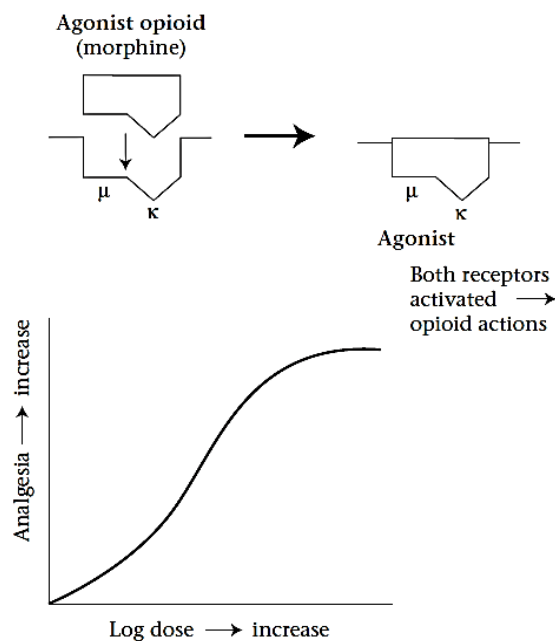 Agonist opioid
(morphine)
μ
κ
μ
κ
Agonist
Both receptors
activated →
opioid actions
Analgesia → increase
Log dose → increase